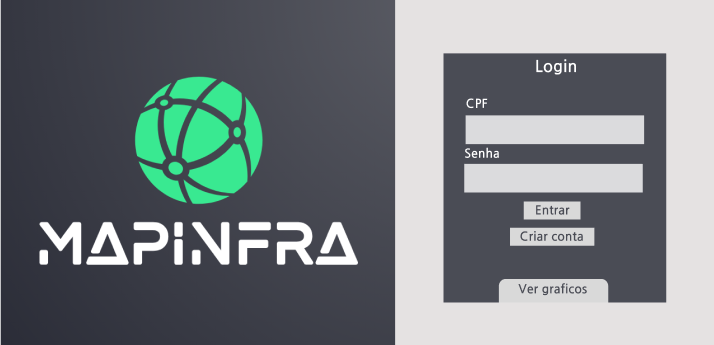 MAPINFRA
Login
CPF
Senha
Entrar
Criar conta
Ver graficos